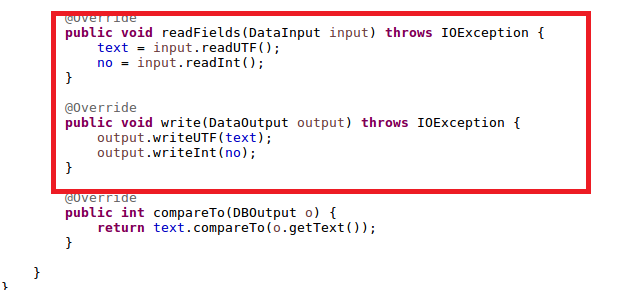 @Override
public void readFields(DataInput input) throws IOException {
text = input.readUTF();
no = input.readInt();
}
@Override
public void write(DataOutput output) throws IOException {
output.writeUTF(text);
output.writeInt(no);
}
@Override
public int compareTo(DBOutput o) {
return text.compareTo(o.getText());
}
}
}